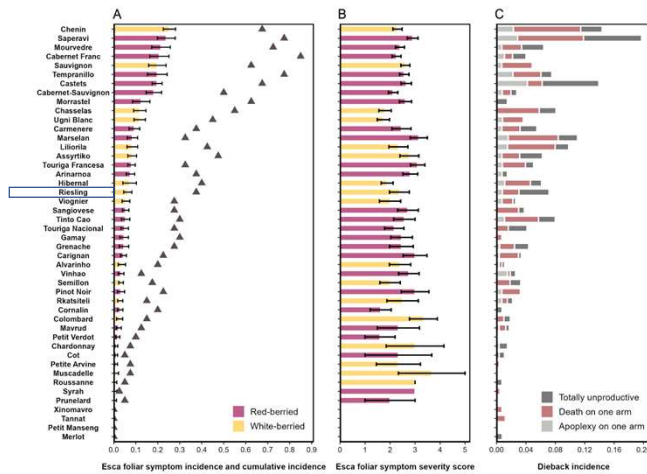 A
B
C
Chenin
Saperavi
Mourvedre
Cabernet Franc
Sauvignon
Tempranillo
Castets
Cabernet-Sauvignon
Morrastel
Chasselas
Ugni Blanc
Carmenere
Marselan
Liliorila
Assyrtiko
Touriga Francesa
Arinarnoa
Hibernal
Riesling
Viognier
Sangiovese
Tinto Cao
Touriga Nacional
Gamay
Grenache
Carignan
Alvarinho
Vinhao
Semillon
Pinot Noir
Rkatsiteli
Cornalin
Colombard
Mavrud
Petit Verdot
Chardonnay
Cot
Petite Arvine
Muscadelle
Roussanne
Syrah
Prunelard
Xinomavro
Tannat
Petit Manseng
Merlot
Red-berried
White-berried
Totally unproductive
Death on one arm
Apoplexy on one arm
0 0.1 0.2 0.3 0.4 0.5 0.6 0.7 0.8 0.9
0 1 2 3 4 5
0.00 0.04 0.08 0.12 0.16 0.20
Esca foliar symptom incidence and cumulative incidence
Esca foliar symptom severity score
Dieback incidence